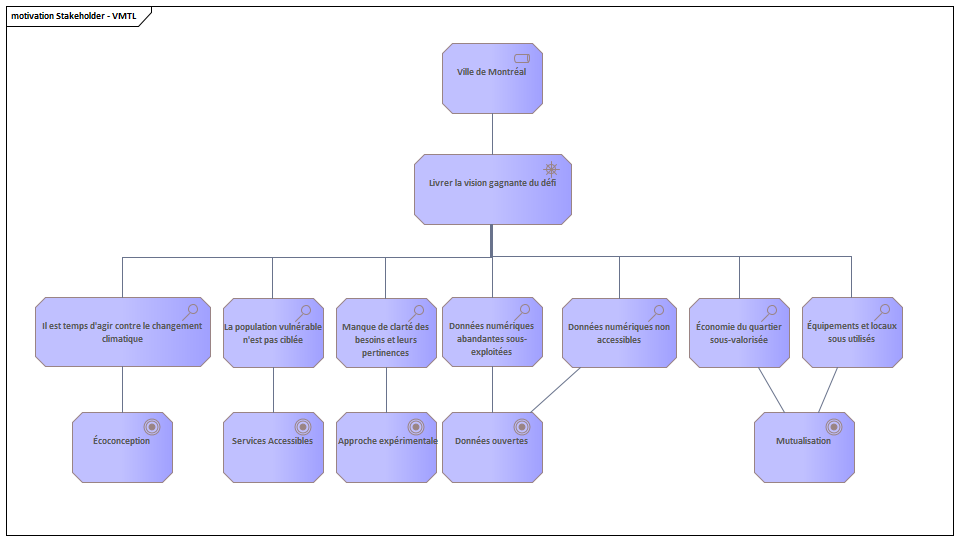 motivation Stakeholder - VMTL
Ville de Montréal
Livrer la vision gagnante du défi
Il est temps d'agir contre le changement
climatique
La population vulnérable
n'est pas ciblée
Manque de clarté des
besoins et leurs
pertinences
Données numériques
abandantes sous-
exploitées
Données numériques non
accessibles
Économie du quartier
sous-valorisée
Équipements et locaux
sous utilisés
Écoconception
Services Accessibles
Approche expérimentale
Données ouvertes
Mutualisation